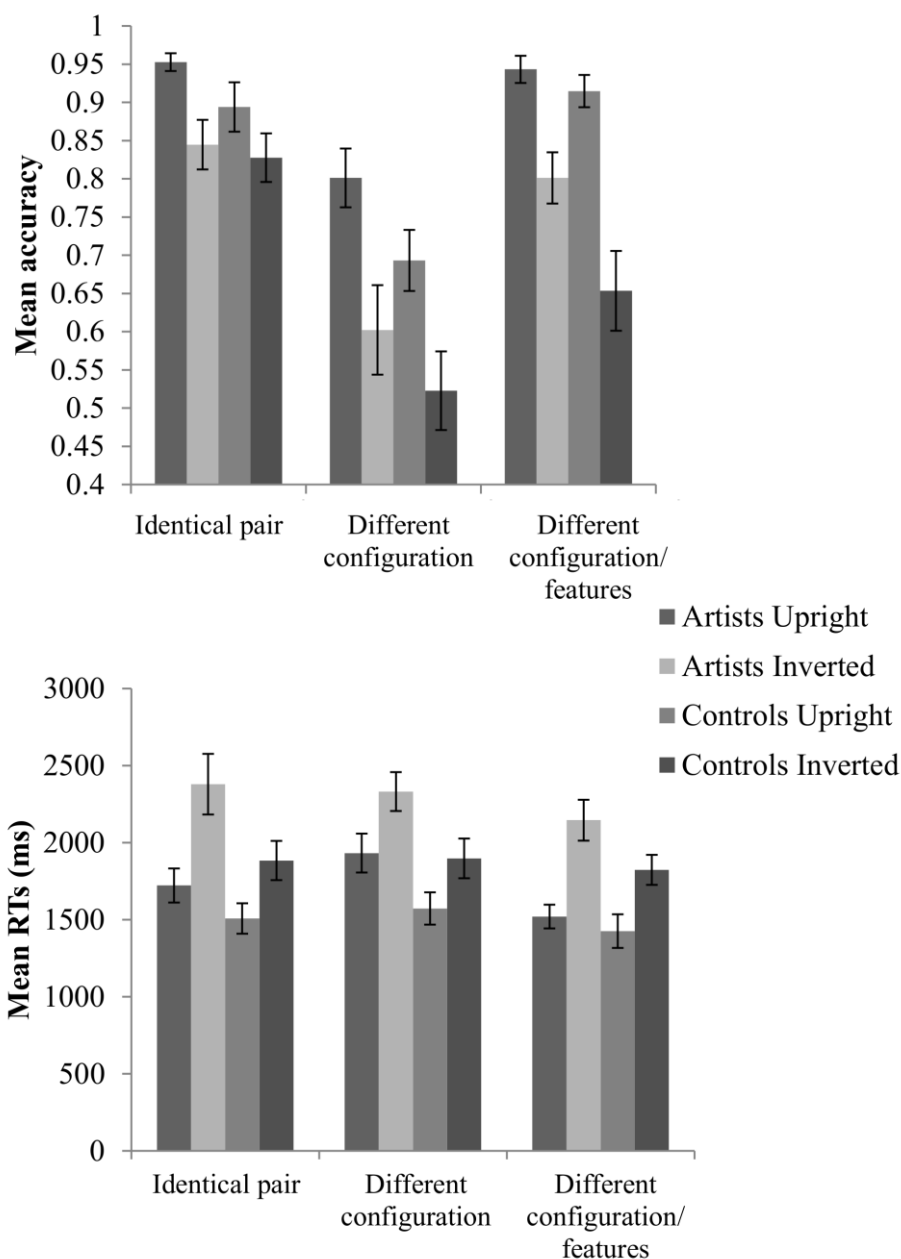 1
0.95
0.9
0.85
0.8
0.75
0.7
0.65
0.6
0.55
0.5
0.45
0.4
Mean accuracy
Identical pair
Different
configuration
Different
configuration/
features
Artists Upright
Artists Inverted
Controls Upright
Controls Inverted
3000
2500
2000
1500
1000
500
0
Mean RTs (ms)
Identical pair
Different
configuration
Different
configuration/
features